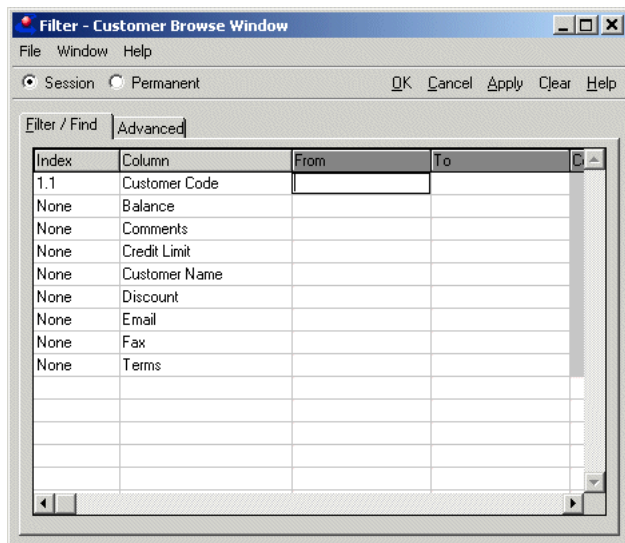 Filter - Customer Browse Window
File Window Help
Session Permanent OK Cancel Apply Clear Help
Filter / Find Advanced
Index Column From To
1.1 Customer Code
None Balance
None Comments
None Credit Limit
None Customer Name
None Discount
None Email
None Fax
None Terms